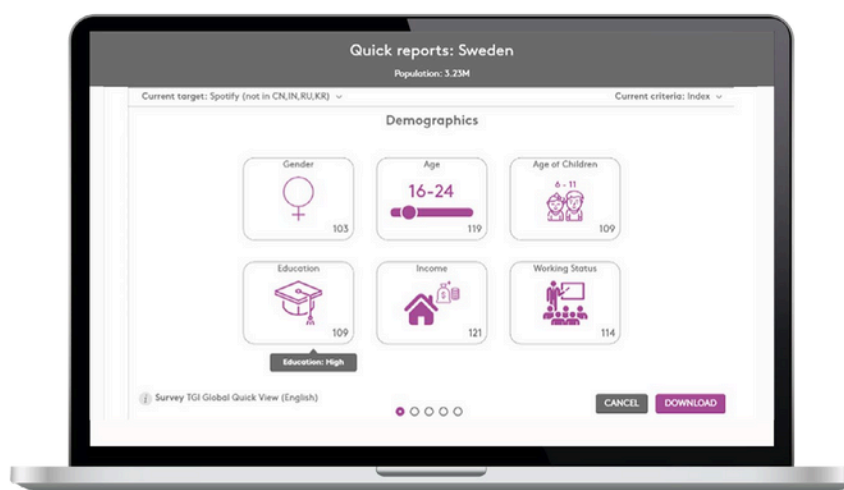 Quick reports: Sweden
Population: 3.23M
Current target: Spotify (not in CN,IN,RU,KR)
Current criteria: Index
Demographics
Gender
103
Age
16-24
119
Age of Children
6 - 11
109
Education
109
Income
$
121
Working Status
114
Education: High
i Survey TGI Global Quick View (English)
CANCEL
DOWNLOAD